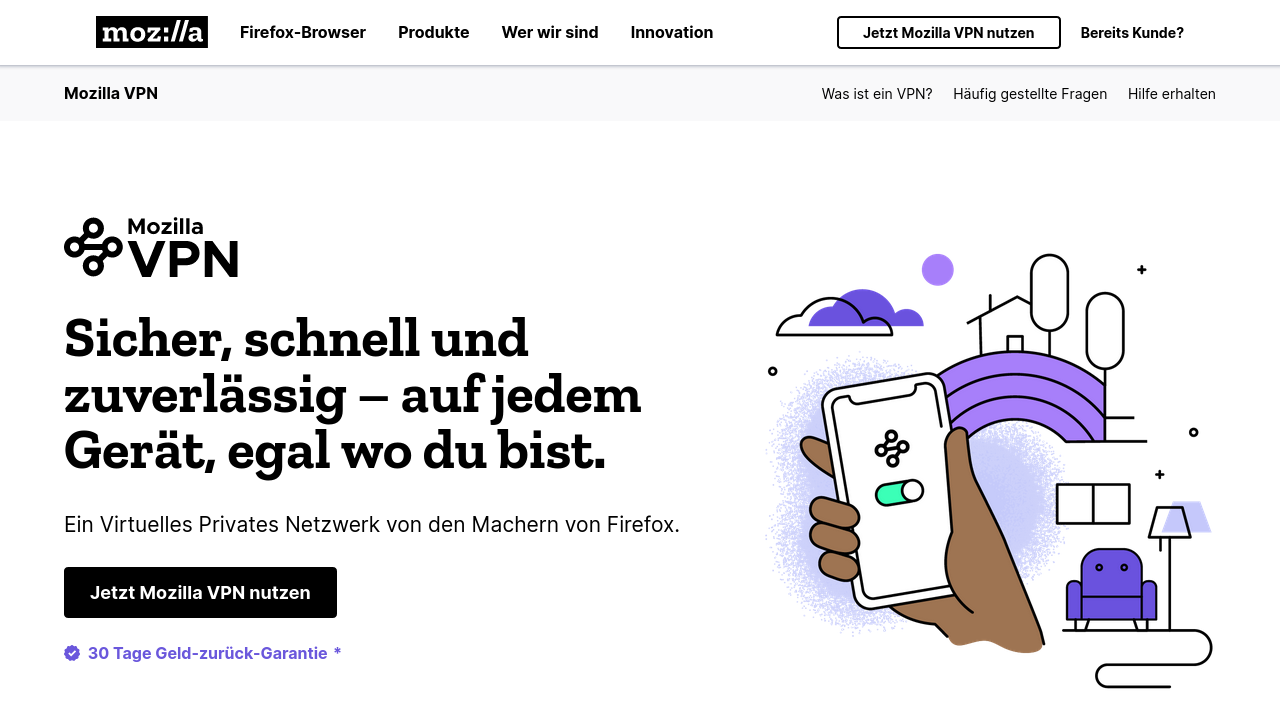 moz://a
Firefox-Browser
Produkte
Wer wir sind
Innovation
Jetzt Mozilla VPN nutzen
Bereits Kunde?
Mozilla VPN
Was ist ein VPN?
Häufig gestellte Fragen
Hilfe erhalten
Mozilla
VPN
Sicher, schnell und
zuverlässig – auf jedem
Gerät, egal wo du bist.
Ein Virtuelles Privates Netzwerk von den Machern von Firefox.
Jetzt Mozilla VPN nutzen
30 Tage Geld-zurück-Garantie *